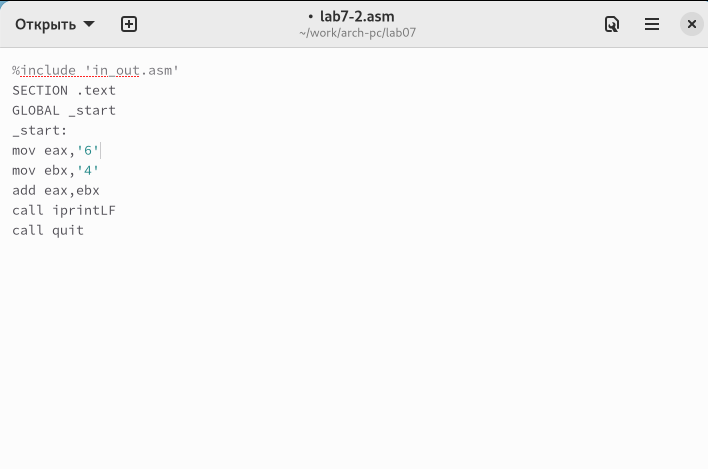 Открыть
• lab7-2.asm
~/work/arch-pc/lab07
%include 'in_out.asm'
SECTION .text
GLOBAL _start
_start:
mov eax,'6'
mov ebx,'4'
add eax,ebx
call iprintLF
call quit